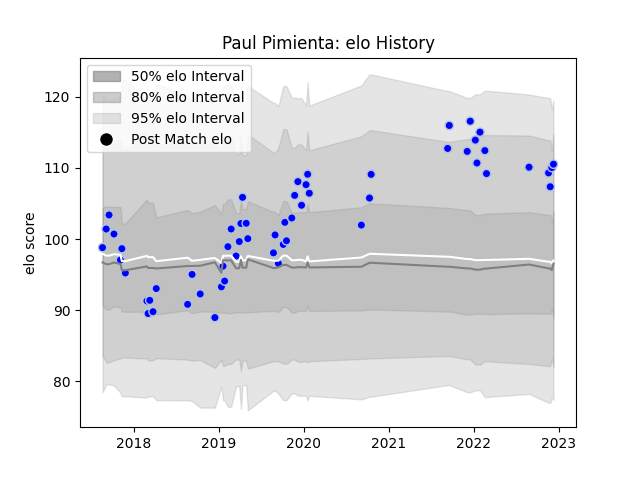 Paul Pimienta: elo History
50% elo Interval
80% elo Interval
95% elo Interval
Post Match elo
elo score
120
110
100
90
80
2018
2019
2020
2021
2022
2023